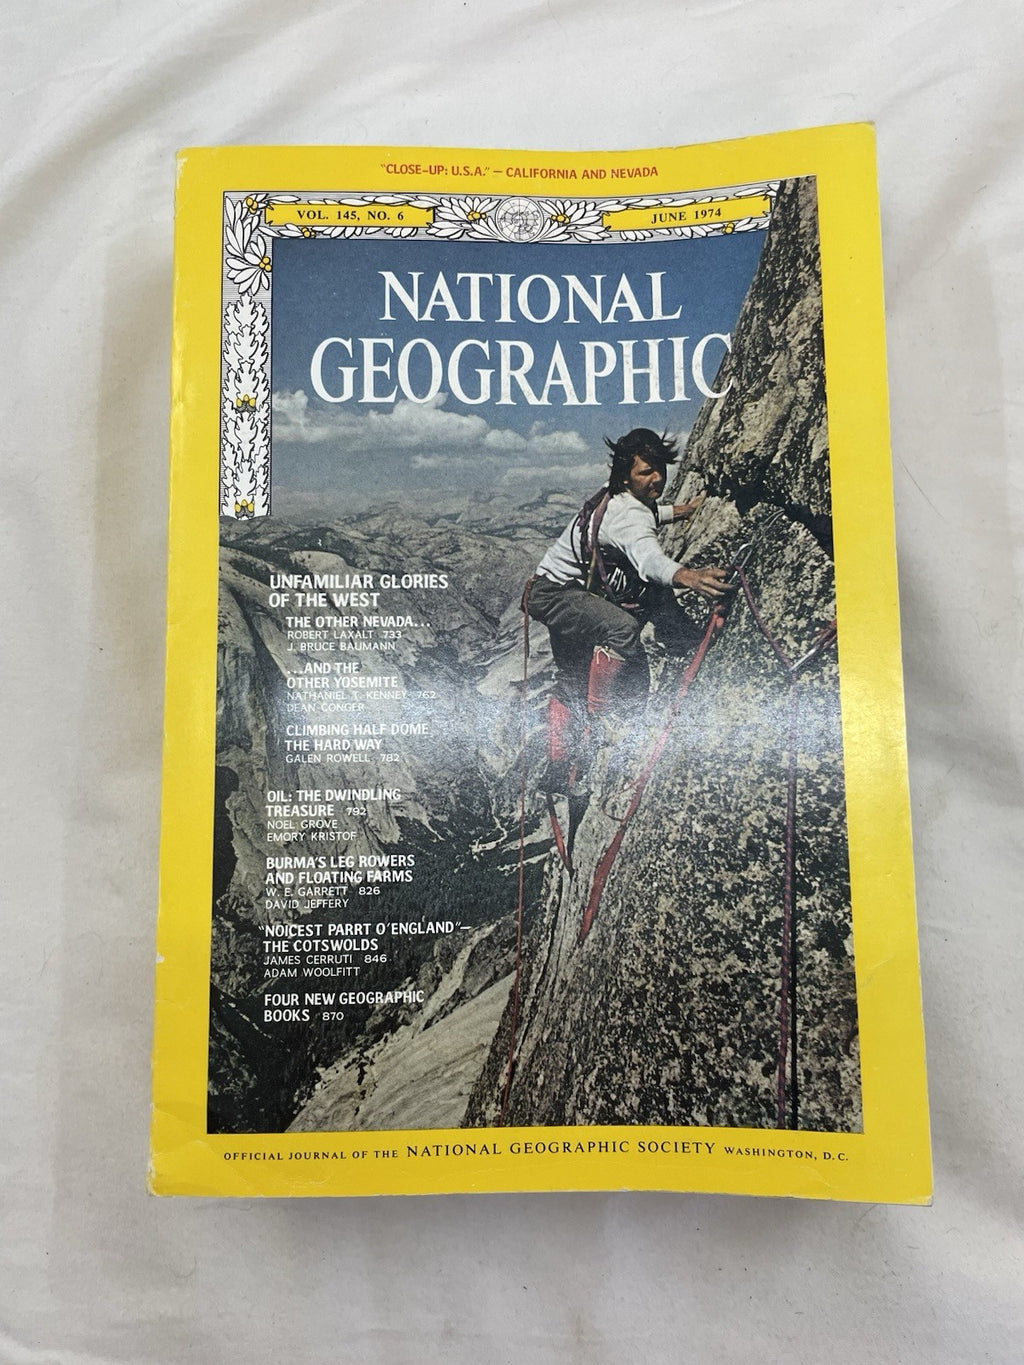 "CLOSE-UP: U.S.A." — CALIFORNIA AND NEVADA
VOL. 145, NO. 6
JUNE 1974
NATIONAL
GEOGRAPHIC
UNFAMILIAR GLORIES
OF THE WEST
THE OTHER NEVADA...
ROBERT LAXALT 733
J. BRUCE BAUMANN
...AND THE
OTHER YOSEMITE
NATHANIEL T. KENNEY 762
DEAN CONGER
CLIMBING HALF DOME
THE HARD WAY
GALEN ROWELL 782
OIL: THE DWINDLING
TREASURE 792
NOEL GROVE
EMORY KRISTOF
BURMA'S LEG ROWERS
AND FLOATING FARMS
W. E. GARRETT 826
DAVID JEFFERY
"NOICEST PARRT O'ENGLAND"—
THE COTSWOLDS
JAMES CERRUTI 846
ADAM WOOLFITT
FOUR NEW GEOGRAPHIC
BOOKS 870
OFFICIAL JOURNAL OF THE NATIONAL GEOGRAPHIC SOCIETY WASHINGTON, D.C.